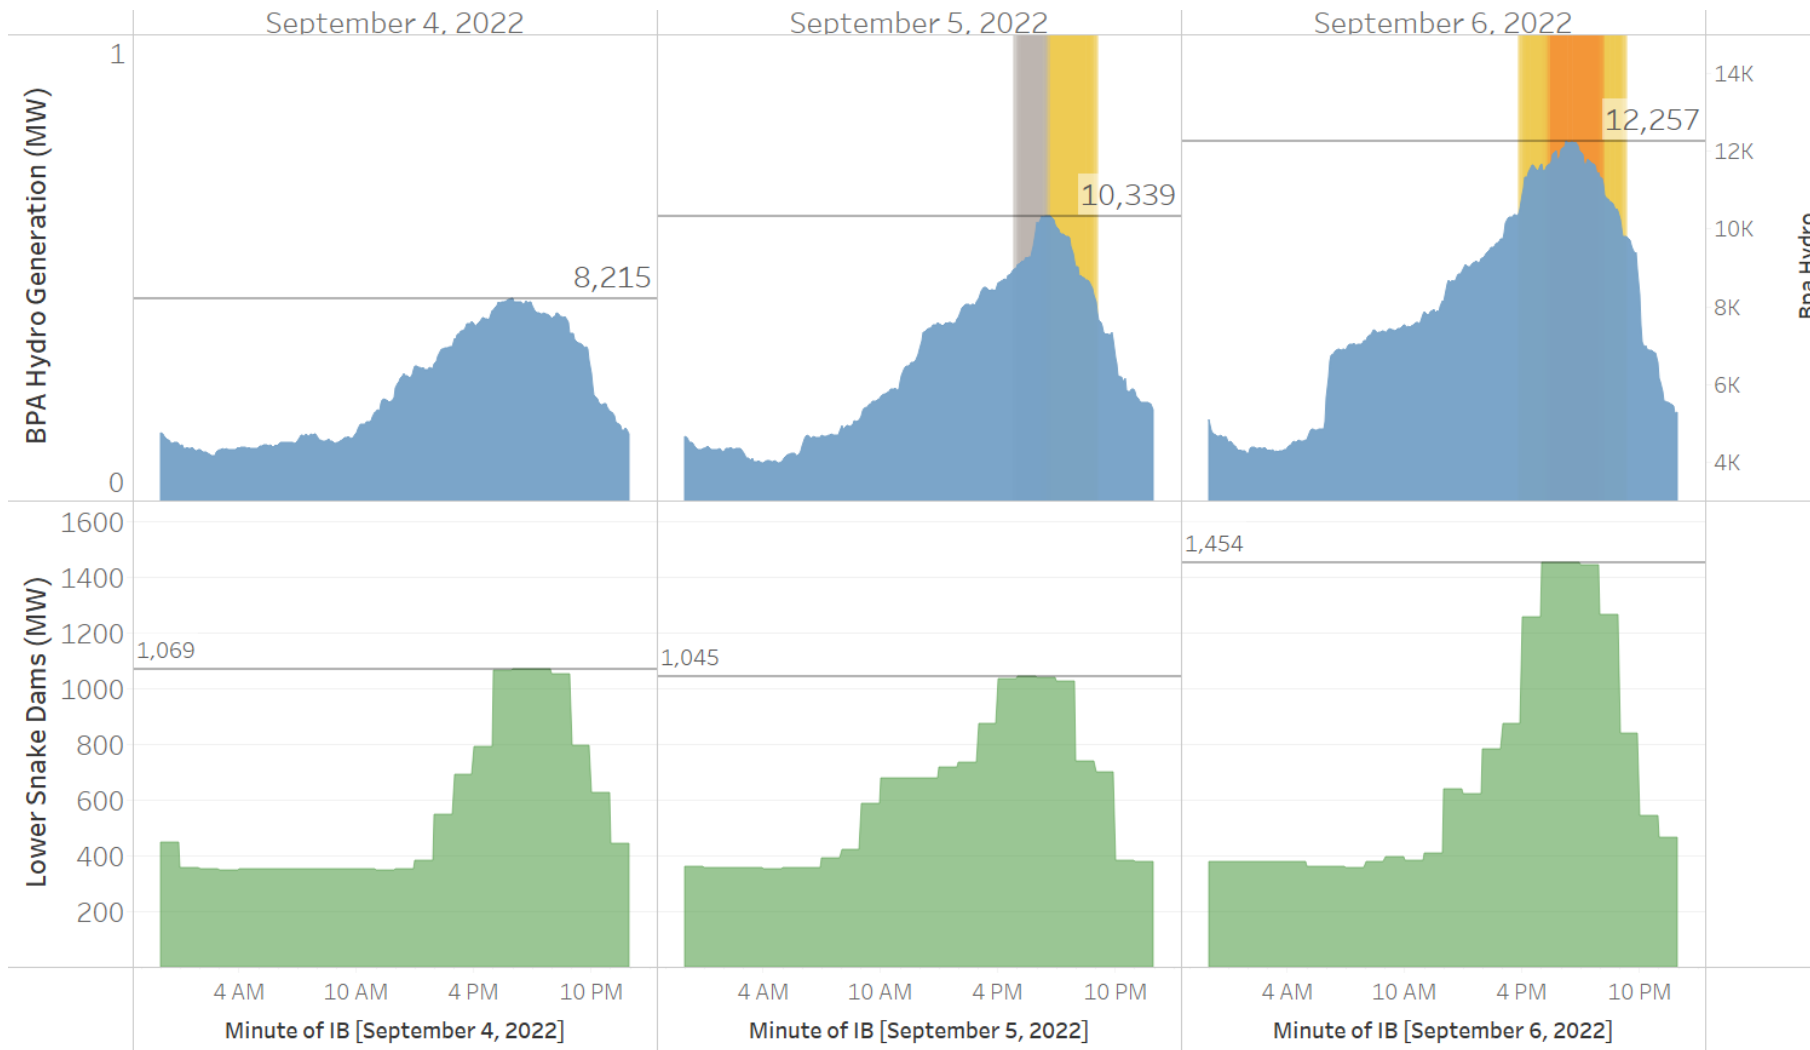 September 4, 2022
September 5, 2022
September 6, 2022
BPA Hydro Generation (MW)
1
0
8,215
10,339
12,257
14K
12K
10K
8K
6K
4K
Bpa Hydro
Lower Snake Dams (MW)
1600
1400
1200
1000
800
600
400
200
1,069
1,045
1,454
4 AM 10 AM 4 PM 10 PM
4 AM 10 AM 4 PM 10 PM
4 AM 10 AM 4 PM 10 PM
Minute of IB [September 4, 2022]
Minute of IB [September 5, 2022]
Minute of IB [September 6, 2022]